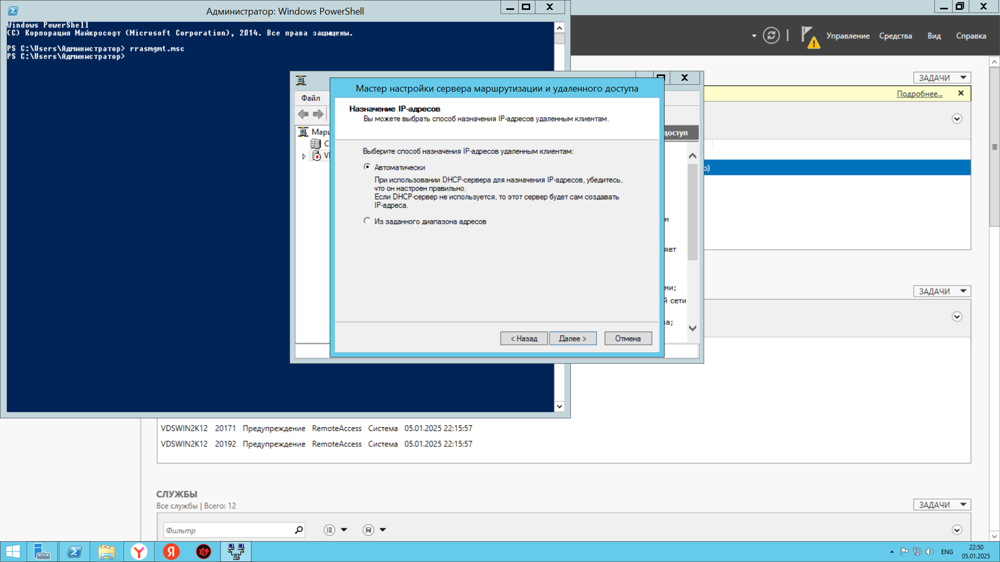 Администратор: Windows PowerShell
Windows PowerShell
(C) Корпорация Майкрософт (Microsoft Corporation), 2014. Все права защищены.
PS C:\Users\Администратор> rrasmgmt.msc
PS C:\Users\Администратор>
Управление Средства Вид Справка
ЗАДАЧИ
Подробнее...
Файл
Мастер настройки сервера маршрутизации и удаленного доступа
Назначение IP-адресов
Вы можете выбрать способ назначения IP-адресов удаленным клиентам.
Выберите способ назначения IP-адресов удаленным клиентам:
Автоматически
При использовании DHCP-сервера для назначения IP-адресов, убедитесь,
что он настроен правильно.
Если DHCP-сервер не используется, то этот сервер будет сам создавать
IP-адреса.
Из заданного диапазона адресов
< Назад
Далее >
Отмена
й сети
ЗАДАЧИ
VDSWIN2K12 20171 Предупреждение RemoteAccess Система 05.01.2025 22:15:57
VDSWIN2K12 20192 Предупреждение RemoteAccess Система 05.01.2025 22:15:57
СЛУЖБЫ
Все службы | Всего: 12
ЗАДАЧИ
Фильтр
ENG
22:50
05.01.2025